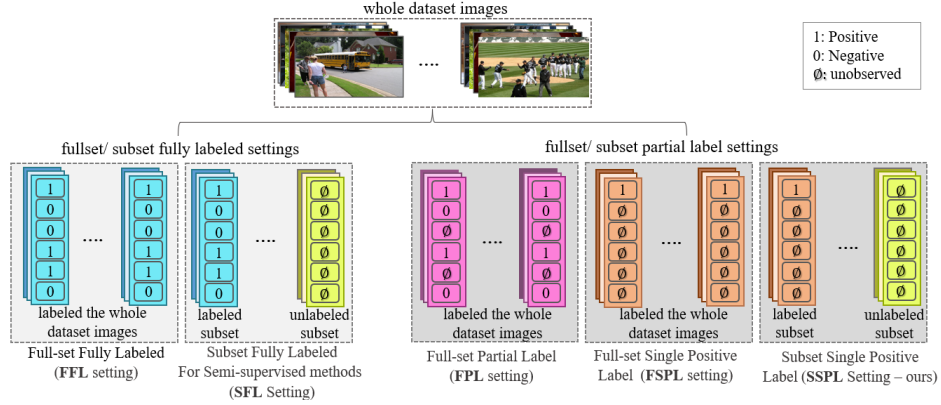 whole dataset images
....
1: Positive
0: Negative
∅: unobserved
fullset/ subset fully labeled settings
fullset/ subset partial label settings
1 1 1 ∅ 1 1 1 1 1 ∅
0 0 0 ∅ 0 0 ∅ ∅ ∅ ∅
0 0 0 ∅ ∅ ∅ ∅ ∅ ∅ ∅
.... .... .... .... ....
1 1 1 ∅ 1 1 ∅ ∅ ∅ ∅
1 1 1 ∅ ∅ ∅ ∅ ∅ ∅ ∅
0 0 0 ∅ 0 0 ∅ ∅ ∅ ∅
labeled the whole
dataset images
labeled
subset
unlabeled
subset
labeled the whole
dataset images
labeled the whole
dataset images
labeled
subset
unlabeled
subset
Full-set Fully Labeled
(FFL setting)
Subset Fully Labeled
For Semi-supervised methods
(SFL Setting)
Full-set Partial Label
(FPL setting)
Full-set Single Positive
Label (FSPL setting)
Subset Single Positive
Label (SSPL Setting – ours)